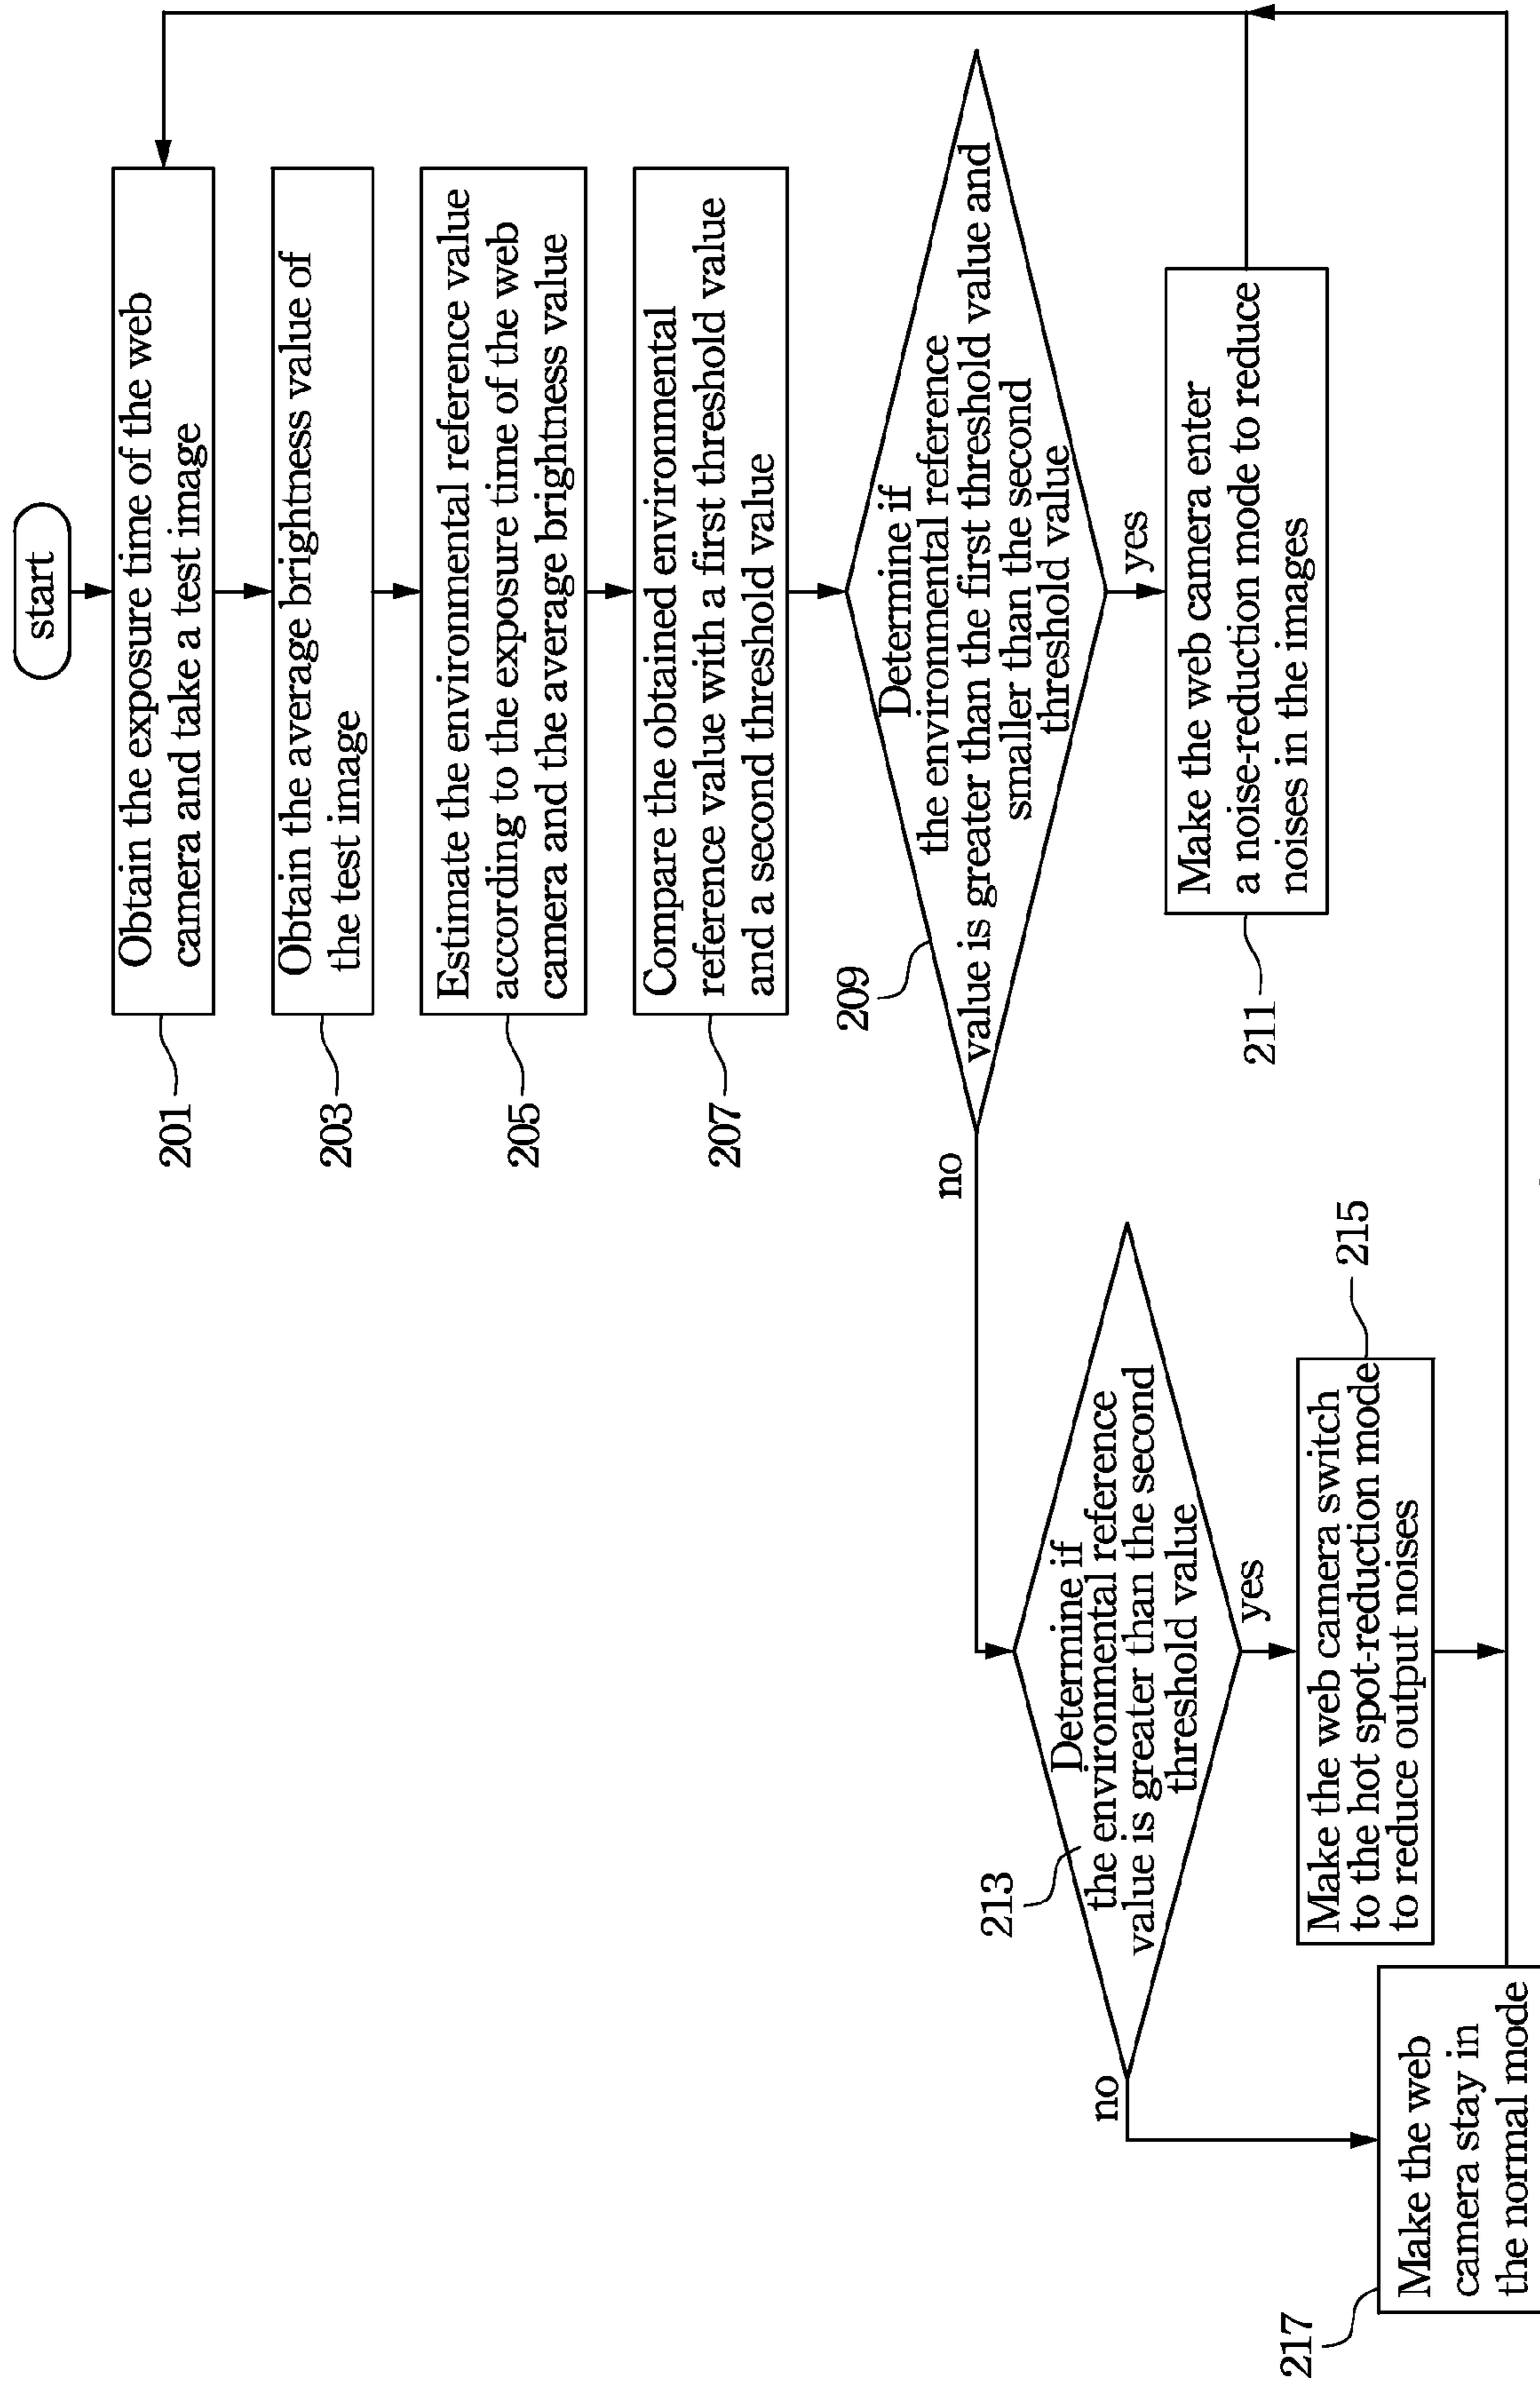 start
Obtain the exposure time of the web
camera and take a test image
201
Obtain the average brightness value of
the test image
203
Estimate the environmental reference value
according to the exposure time of the web
camera and the average brightness value
205
Compare the obtained environmental
reference value with a first threshold value
and a second threshold value
207
Determine if
the environmental reference
value is greater than the first threshold value and
smaller than the second
threshold value
209
yes
no
Make the web camera enter
a noise-reduction mode to reduce
noises in the images
211
Determine if
the environmental reference
value is greater than the second
threshold value
213
yes
no
Make the web camera switch
to the hot spot-reduction mode
to reduce output noises
215
Make the web
camera stay in
the normal mode
217